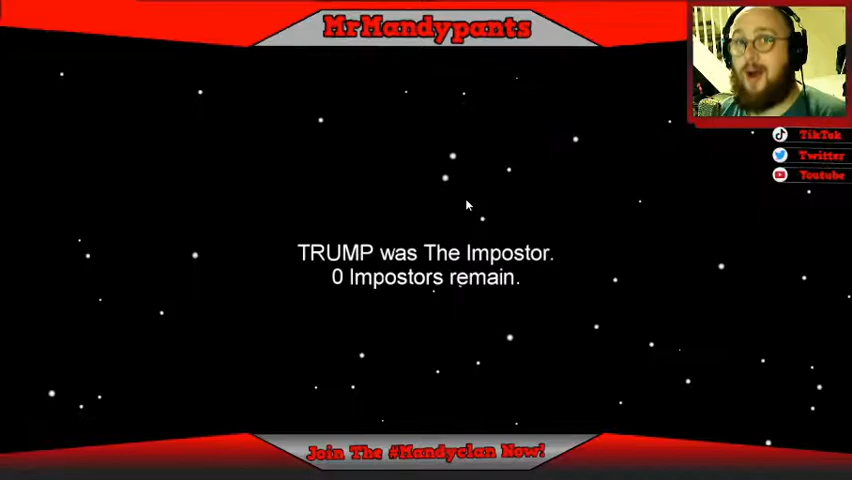 MrMandypants
TikTok
Twitter
Youtube
TRUMP was The Impostor.
0 Impostors remain.
Join The #Mandyclan Now!